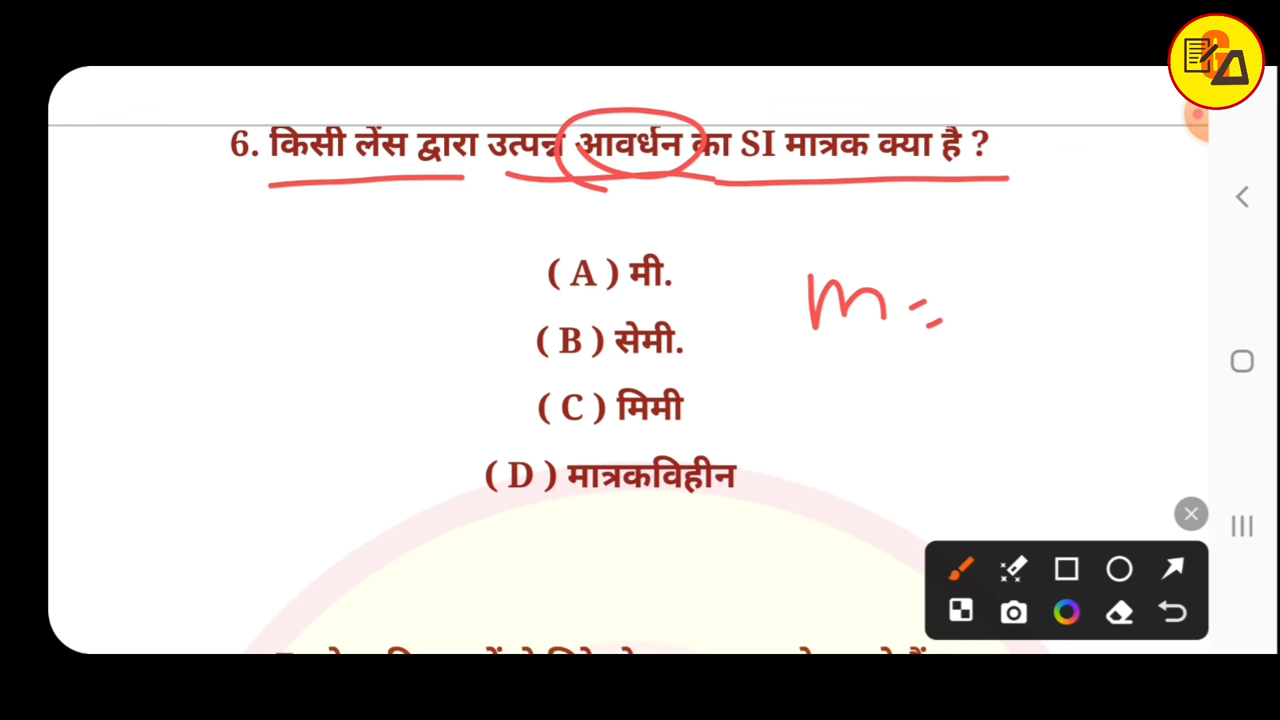 6. किसी लेंस द्वारा उत्पन्न आवर्धन का SI मात्रक क्या है ?
( A ) मी.
m =
( B ) सेमी.
( C ) मिमी
( D ) मात्रकविहीन